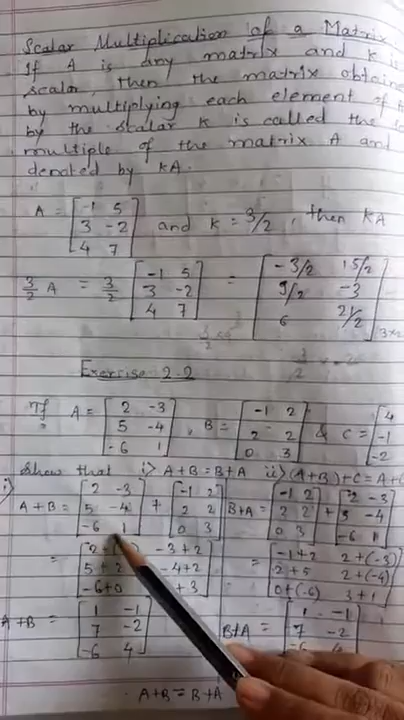 Scalar Multiplication of a Matrix.
If A is any matrix and K is
scalar, then the matrix obtaine
by multiplying each element of A
by the scalar K is called the sc
multiple of the matrix A and
denoted by KA.
A = [-1 5; 3 -2; 4 7] and K = 3/2, then KA
3/2 A = 3/2 [-1 5; 3 -2; 4 7] = [-3/2 15/2; 9/2 -3; 6 21/2]
Exercise 2.2
If A = [2 -3; 5 -4; -6 1], B = [-1 2; 2 2; 0 3] & C = [4 -1 -2
Show that i> A+B = B+A ii> (A+B)+C = A+(
i> A+B = [2 -3; 5 -4; -6 1] + [-1 2; 2 2; 0 3] B+A = [-1 2; 2 2; 0 3] + [2 -3; 5 -4; -6 1]
= [2+ -3+2; 5+2 -4+2; -6+0 +3] = [-1+2 2+(-3); 2+5 2+(-4); 0+(-6) 3+1]
A+B = [1 -1; 7 -2; -6 4] B+A = [1 -1; 7 -2; -6 4]
A+B = B+A